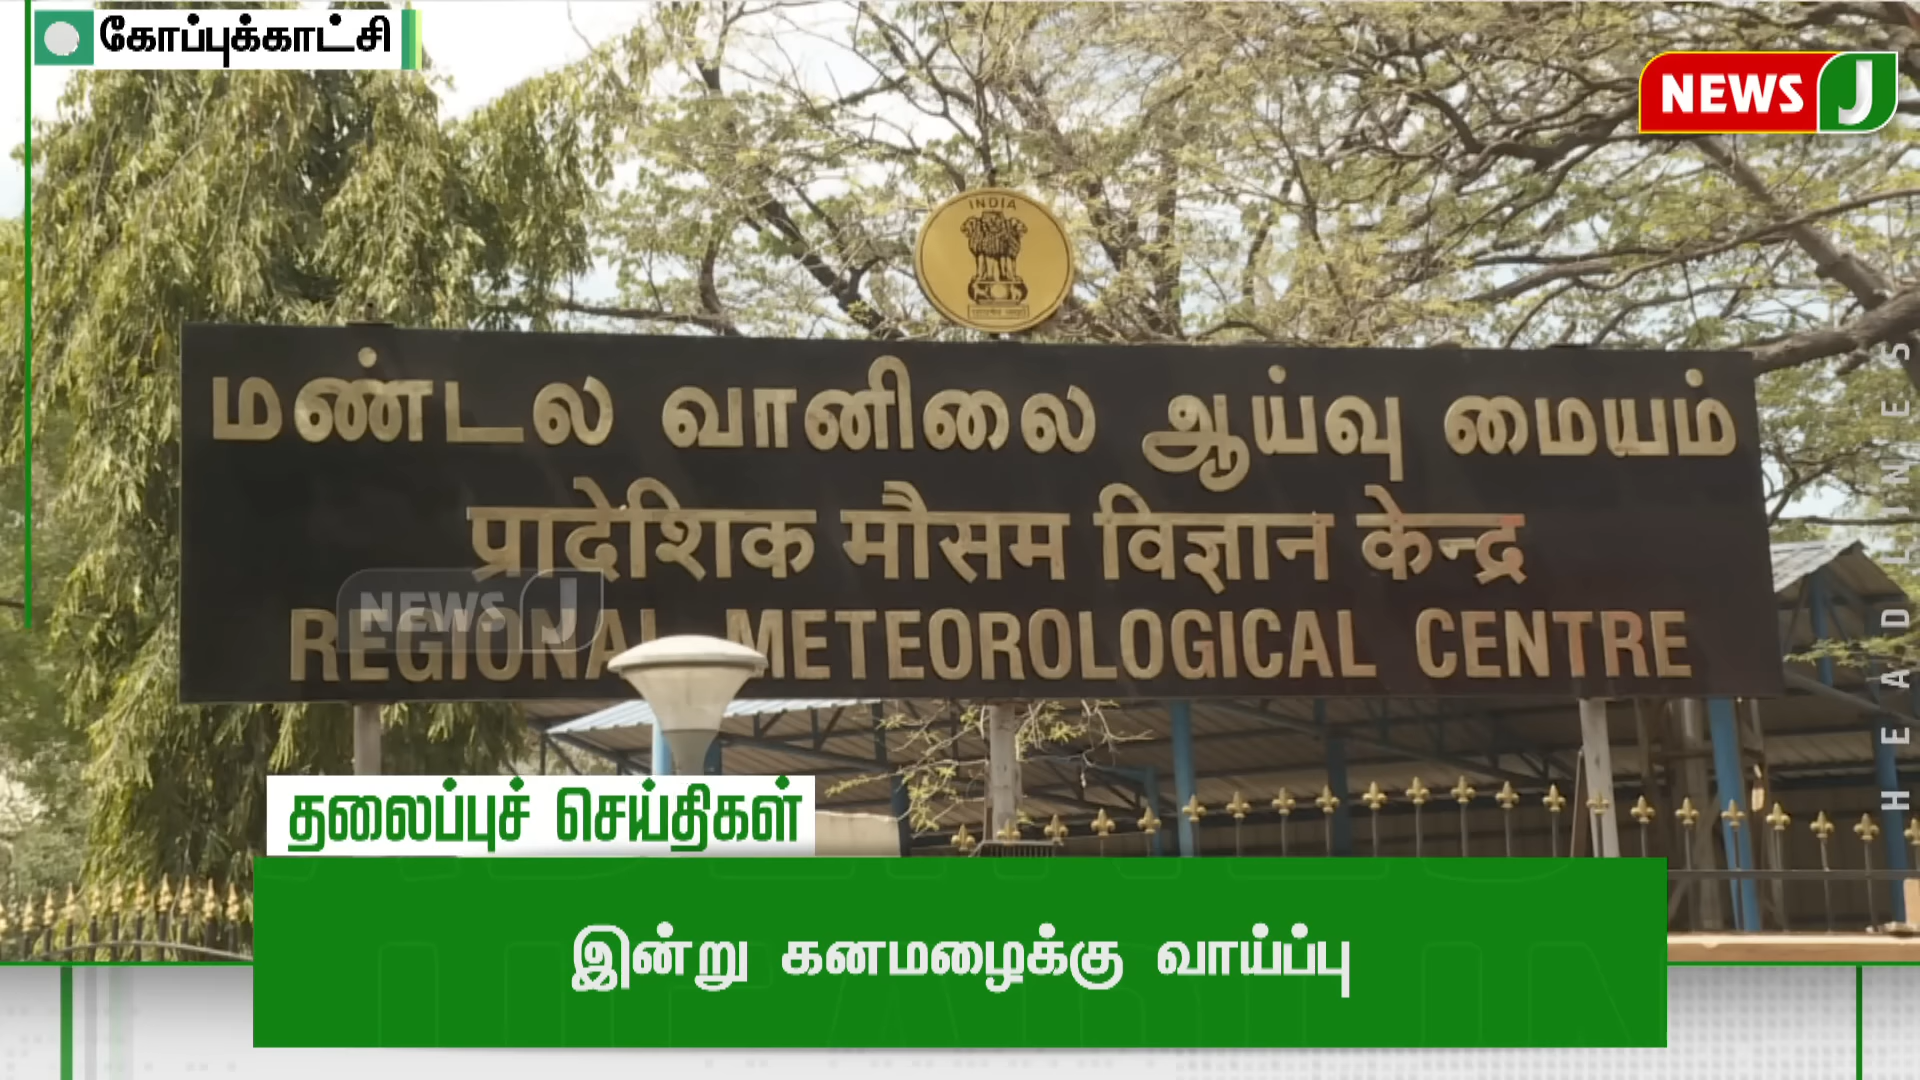 கோப்புக்காட்சி
NEWS J
INDIA
மண்டல வானிலை ஆய்வு மையம்
प्रादेशिक मौसम विज्ञान केन्द्र
NEWS J
REGIONAL METEOROLOGICAL CENTRE
HEADLINES
தலைப்புச் செய்திகள்
இன்று கனமழைக்கு வாய்ப்பு